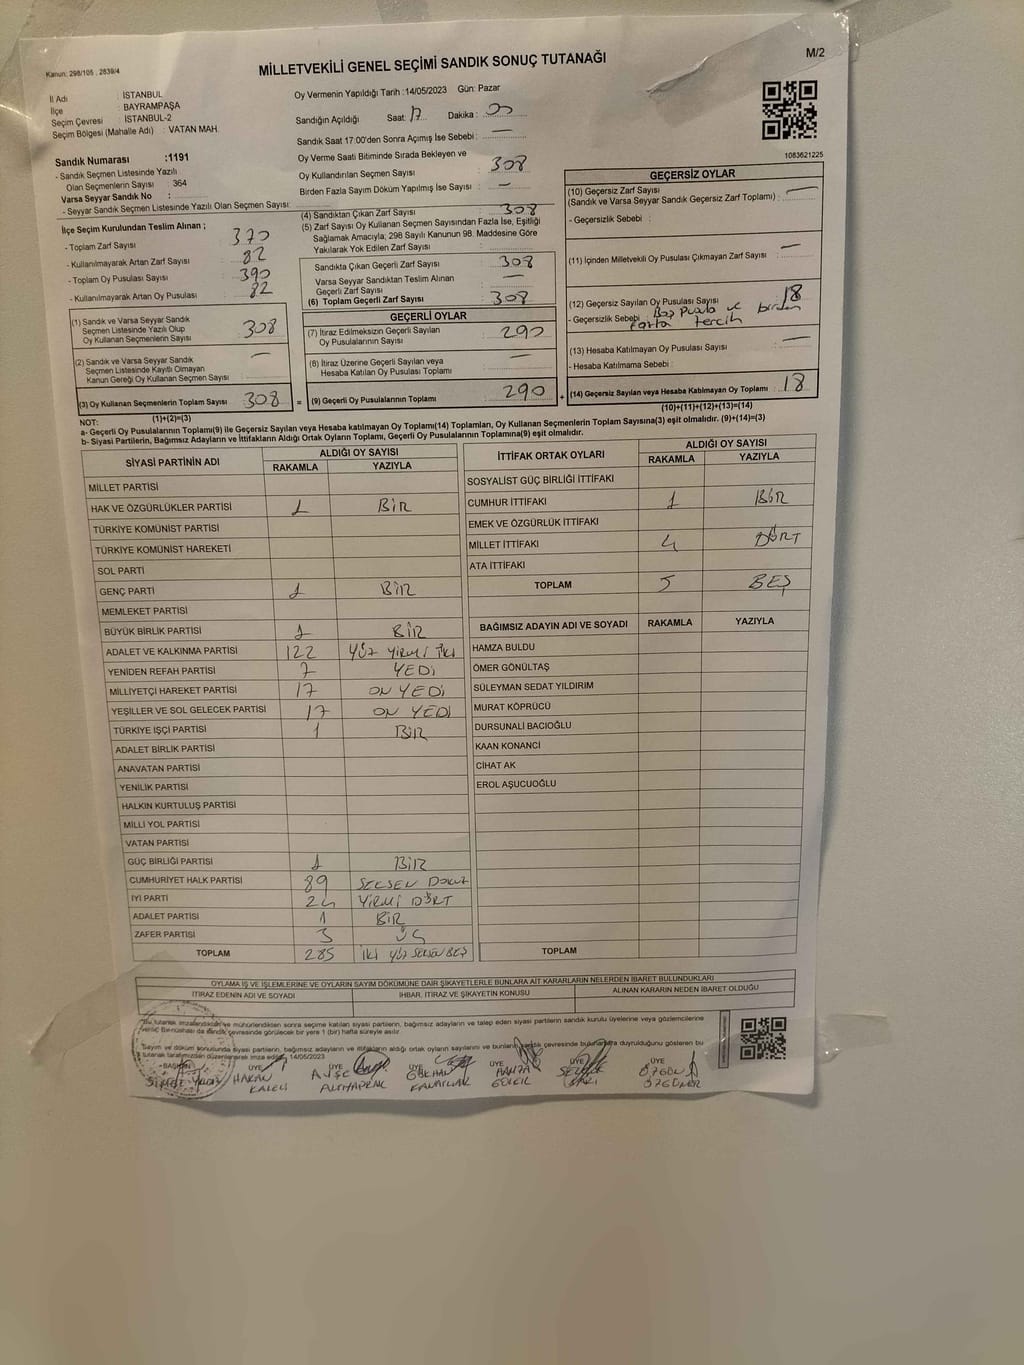 Kanun: 298/105 , 2839/4
MİLLETVEKİLİ GENEL SEÇİMİ SANDIK SONUÇ TUTANAĞI
M/2
İl Adı : İSTANBUL
İlçe : BAYRAMPAŞA
Seçim Çevresi : İSTANBUL-2
Seçim Bölgesi (Mahalle Adı) : VATAN MAH.
Sandık Numarası :1191
- Sandık Seçmen Listesinde Yazılı
Olan Seçmenlerin Sayısı : 364
Varsa Seyyar Sandık No :
- Seyyar Sandık Seçmen Listesinde Yazılı Olan Seçmen Sayısı:
Oy Vermenin Yapıldığı Tarih :14/05/2023 Gün: Pazar
Sandığın Açıldığı Saat: 17 Dakika : 00
Sandık Saat 17:00'den Sonra Açımış İse Sebebi : —
Oy Verme Saati Bitiminde Sırada Bekleyen ve
Oy Kullandırılan Seçmen Sayısı : 308
Birden Fazla Sayım Döküm Yapılmış İse Sayısı : —
1083621225
İlçe Seçim Kurulundan Teslim Alınan ;
- Toplam Zarf Sayısı : 370
- Kullanılmayarak Artan Zarf Sayısı : 82
- Toplam Oy Pusulası Sayısı : 390
- Kullanılmayarak Artan Oy Pusulası : 82
(4) Sandıktan Çıkan Zarf Sayısı : 308
(5) Zarf Sayısı Oy Kullanan Seçmen Sayısından Fazla İse, Eşitliği
Sağlamak Amacıyla; 298 Sayılı Kanunun 98. Maddesine Göre
Yakılarak Yok Edilen Zarf Sayısı :
Sandıkta Çıkan Geçerli Zarf Sayısı : 308
Varsa Seyyar Sandıktan Teslim Alınan
Geçerli Zarf Sayısı : —
(6) Toplam Geçerli Zarf Sayısı : 308
GEÇERSİZ OYLAR
(10) Geçersiz Zarf Sayısı
(Sandık ve Varsa Seyyar Sandık Geçersiz Zarf Toplamı) : —
- Geçersizlik Sebebi :
(11) İçinden Milletvekili Oy Pusulası Çıkmayan Zarf Sayısı : —
(12) Geçersiz Sayılan Oy Pusulası Sayısı : 18
- Geçersizlik Sebebi : Boş Pusula ve birden
fazla tercih
(13) Hesaba Katılmayan Oy Pusulası Sayısı : —
- Hesaba Katılmama Sebebi :
(14) Geçersiz Sayılan veya Hesaba Katılmayan Oy Toplamı : 18
(10)+(11)+(12)+(13)=(14)
(1) Sandık ve Varsa Seyyar Sandık
Seçmen Listesinde Yazılı Olup
Oy Kullanan Seçmenlerin Sayısı : 308
(2) Sandık ve Varsa Seyyar Sandık
Seçmen Listesinde Kayıtlı Olmayan
Kanun Gereği Oy Kullanan Seçmen Sayısı : —
(3) Oy Kullanan Seçmenlerin Toplam Sayısı : 308 =
(1)+(2)=(3)
GEÇERLİ OYLAR
(7) İtiraz Edilmeksizin Geçerli Sayılan
Oy Pusulalarının Sayısı : 290
(8) İtiraz Üzerine Geçerli Sayılan veya
Hesaba Katılan Oy Pusulası Toplamı : —
(9) Geçerli Oy Pusulalarının Toplamı : 290 +
NOT:
a- Geçerli Oy Pusulalarının Toplamı(9) ile Geçersiz Sayılan veya Hesaba katılmayan Oy Toplamı(14) Toplamları, Oy Kullanan Seçmenlerin Toplam Sayısına(3) eşit olmalıdır. (9)+(14)=(3)
b- Siyasi Partilerin, Bağımsız Adayların ve İttifakların Aldığı Ortak Oyların Toplamı, Geçerli Oy Pusulalarının Toplamına(9) eşit olmalıdır.
SİYASİ PARTİNİN ADI ALDIĞI OY SAYISI
RAKAMLA YAZIYLA
MİLLET PARTİSİ
HAK VE ÖZGÜRLÜKLER PARTİSİ 1 BİR
TÜRKİYE KOMÜNİST PARTİSİ
TÜRKİYE KOMÜNİST HAREKETİ
SOL PARTİ
GENÇ PARTİ 1 BİR
MEMLEKET PARTİSİ
BÜYÜK BİRLİK PARTİSİ 1 BİR
ADALET VE KALKINMA PARTİSİ 122 YÜZ YİRMİ İKİ
YENİDEN REFAH PARTİSİ 7 YEDİ
MİLLİYETÇİ HAREKET PARTİSİ 17 ON YEDİ
YEŞİLLER VE SOL GELECEK PARTİSİ 17 ON YEDİ
TÜRKİYE İŞÇİ PARTİSİ 1 BİR
ADALET BİRLİK PARTİSİ
ANAVATAN PARTİSİ
YENİLİK PARTİSİ
HALKIN KURTULUŞ PARTİSİ
MİLLİ YOL PARTİSİ
VATAN PARTİSİ
GÜÇ BİRLİĞİ PARTİSİ 1 BİR
CUMHURİYET HALK PARTİSİ 89 SEKSEN DOKUZ
İYİ PARTİ 24 YİRMİ DÖRT
ADALET PARTİSİ 1 BİR
ZAFER PARTİSİ 3 ÜÇ
TOPLAM 285 İKİ YÜZ SEKSEN BEŞ
İTTİFAK ORTAK OYLARI ALDIĞI OY SAYISI
RAKAMLA YAZIYLA
SOSYALİST GÜÇ BİRLİĞİ İTTİFAKI
CUMHUR İTTİFAKI 1 BİR
EMEK VE ÖZGÜRLÜK İTTİFAKI
MİLLET İTTİFAKI 4 DÖRT
ATA İTTİFAKI
TOPLAM 5 BEŞ
BAĞIMSIZ ADAYIN ADI VE SOYADI RAKAMLA YAZIYLA
HAMZA BULDU
ÖMER GÖNÜLTAŞ
SÜLEYMAN SEDAT YILDIRIM
MURAT KÖPRÜCÜ
DURSUNALİ BACIOĞLU
KAAN KONANCİ
CİHAT AK
EROL AŞUCUOĞLU
TOPLAM
OYLAMA İŞ VE İŞLEMLERİNE VE OYLARIN SAYIM DÖKÜMÜNE DAİR ŞİKAYETLERLE BUNLARA AİT KARARLARIN NELERDEN İBARET BULUNDUKLARI
İTİRAZ EDENİN ADI VE SOYADI İHBAR, İTİRAZ VE ŞİKAYETİN KONUSU ALINAN KARARIN NEDEN İBARET OLDUĞU
Bu tutanak imzalandıktan ve mühürlendikten sonra seçime katılan siyasi partilerin, bağımsız adayların ve talep eden siyasi partilerin sandık kurulu üyelerine veya gözlemcilerine
çevresinde görülecek bir yere 1 (bir) hafta süreyle asılır.
Sayım ve döküm sonunda siyasi partilerin, bağımsız adayların ve ittifakların aldığı ortak oyların sayılarını ve bunların sandık çevresinde bulunanlara duyrulduğunu gösteren bu
tutanak tarafımızdan düzenlenerek imza edildi. 14/05/2023
BAŞKAN ÜYE ÜYE ÜYE ÜYE ÜYE ÜYE
HAKAN AYŞE GÖKHAN HAMZA ÖZGÜN